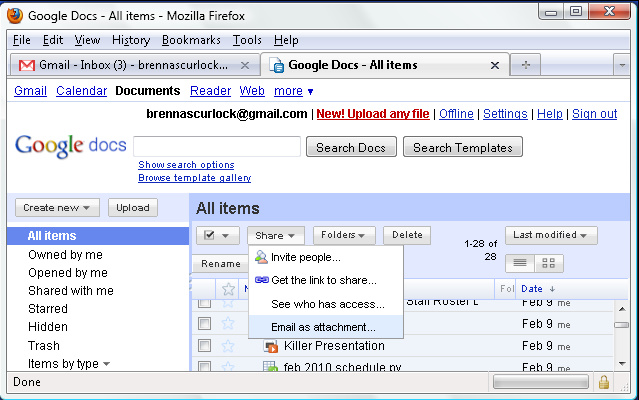 Google Docs - All items - Mozilla Firefox
File Edit View History Bookmarks Tools Help
Gmail - Inbox (3) - brennascurlock... Google Docs - All items
Gmail Calendar Documents Reader Web more ▼
brennascurlock@gmail.com | New! Upload any file | Offline | Settings | Help | Sign out
Google docs Search Docs Search Templates
Show search options
Browse template gallery
Create new Upload All items
All items Share Folders Delete 1-28 of 28 Last modified
Rename
Owned by me Invite people...
Opened by me Get the link to share... Fol Date ↓
Shared with me See who has access... Staff Roster Feb 9 me
Starred
Hidden Email as attachment... Feb 9 me
Trash Killer Presentation Feb 9 me
Items by type feb 2010 schedule.py Feb 9 me
Done